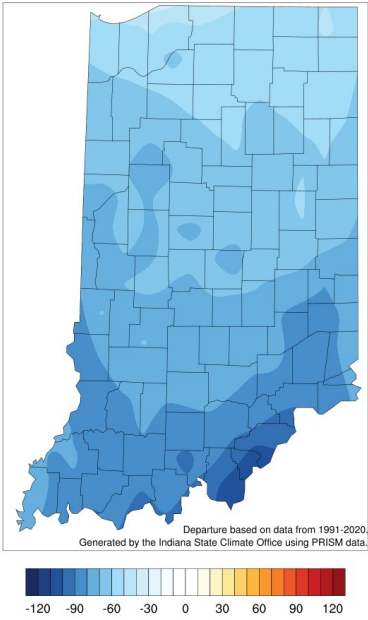 Departure based on data from 1991-2020.
Generated by the Indiana State Climate Office using PRISM data.
-120 -90 -60 -30 0 30 60 90 120